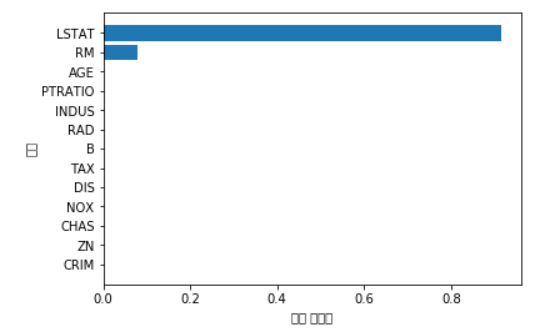 LSTAT
RM
AGE
PTRATIO
INDUS
RAD
B
TAX
DIS
NOX
CHAS
ZN
CRIM
0.0 0.2 0.4 0.6 0.8